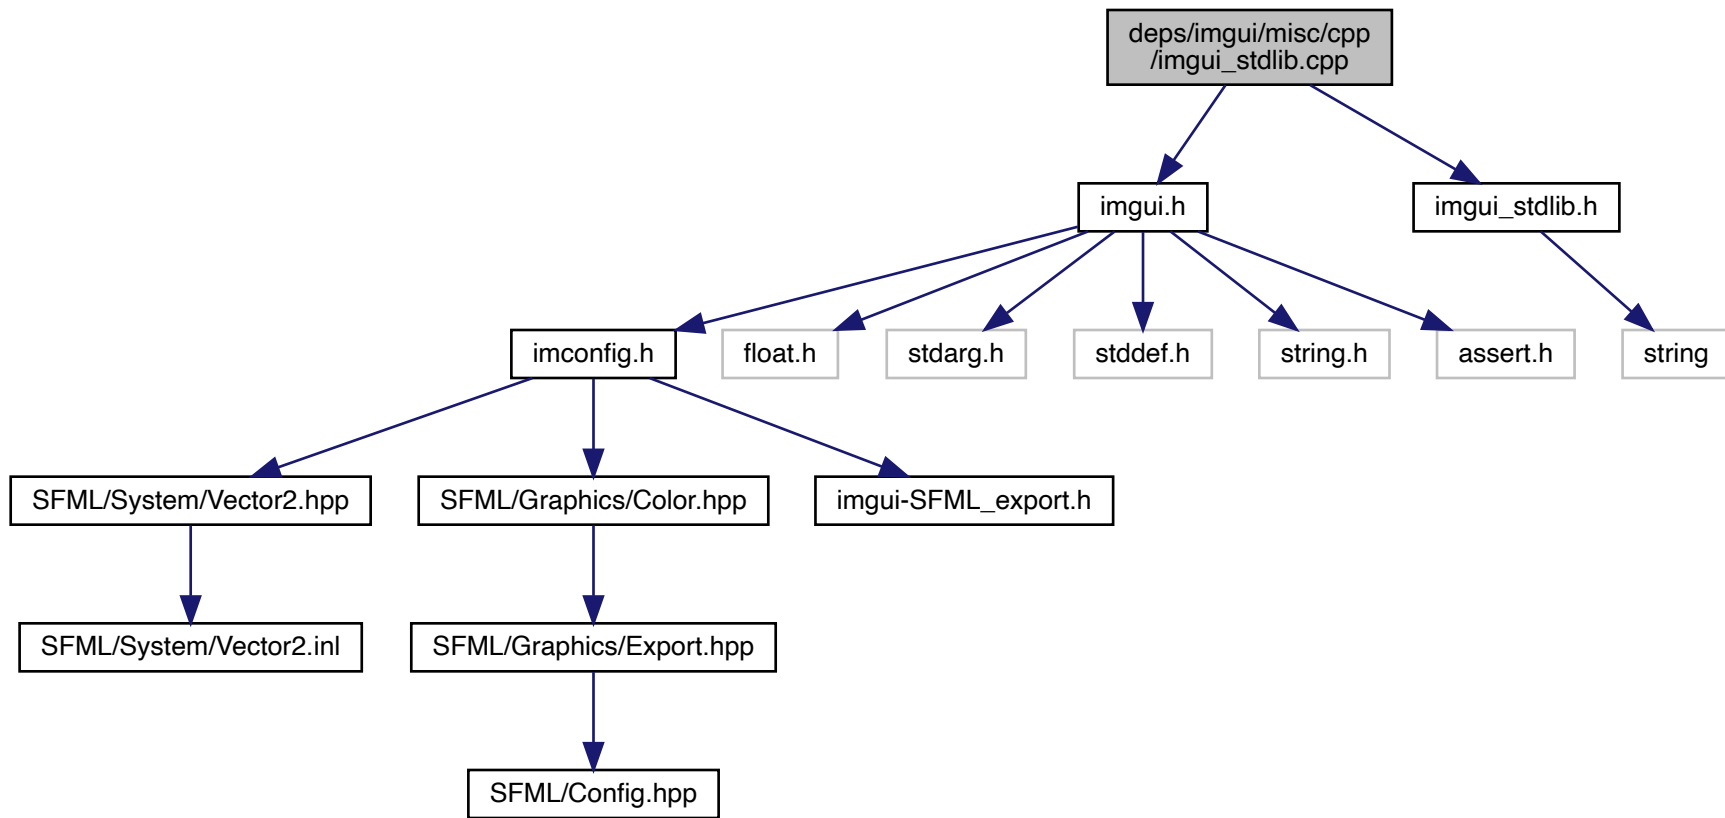 deps/imgui/misc/cpp
/imgui_stdlib.cpp
imgui.h
imgui_stdlib.h
imconfig.h
float.h
stdarg.h
stddef.h
string.h
assert.h
string
SFML/System/Vector2.hpp
SFML/Graphics/Color.hpp
imgui-SFML_export.h
SFML/System/Vector2.inl
SFML/Graphics/Export.hpp
SFML/Config.hpp